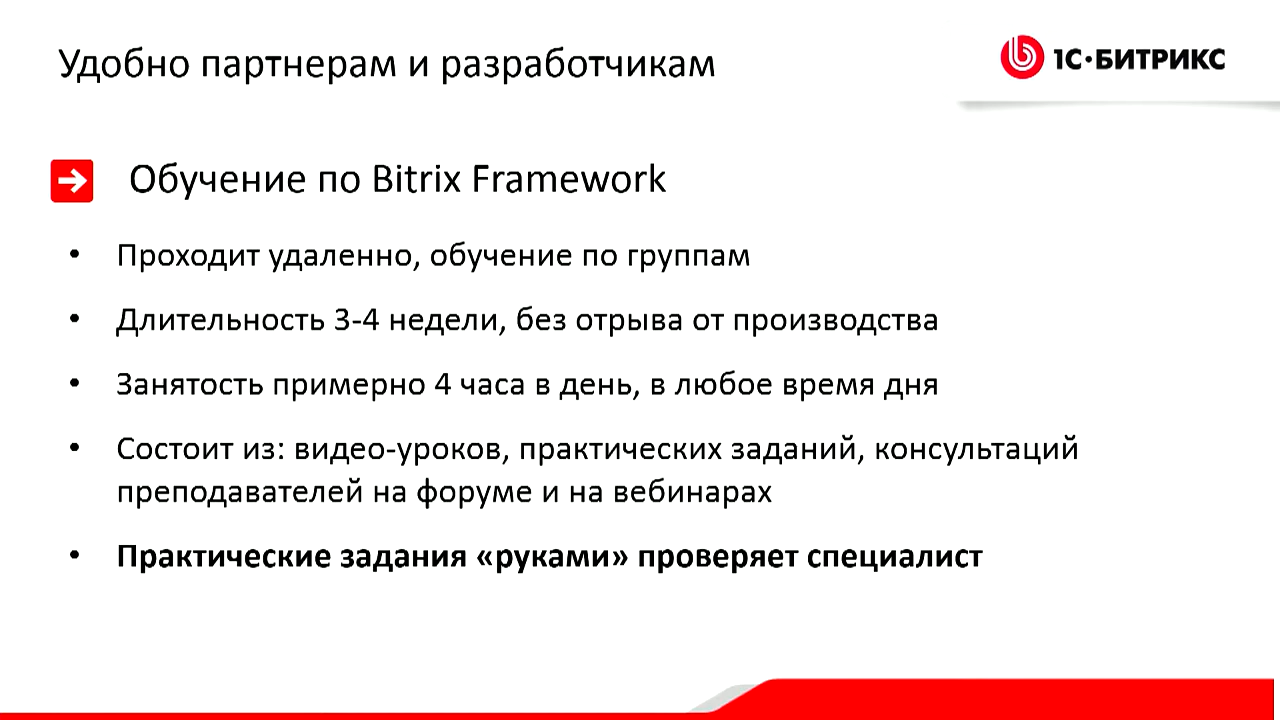 Удобно партнерам и разработчикам
1С•БИТРИКС
Обучение по Bitrix Framework
• Проходит удаленно, обучение по группам
• Длительность 3-4 недели, без отрыва от производства
• Занятость примерно 4 часа в день, в любое время дня
• Состоит из: видео-уроков, практических заданий, консультаций
преподавателей на форуме и на вебинарах
• Практические задания «руками» проверяет специалист